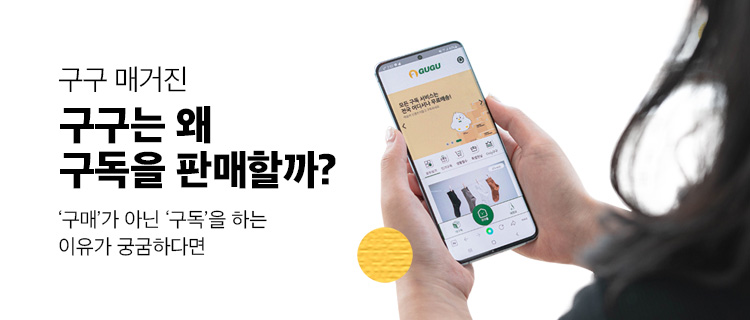 구구 매거진
구구는 왜
구독을 판매할까?
'구매'가 아닌 '구독'을 하는
이유가 궁금하다면
GUGU
모든 구독 서비스는
전국 어디서나 무료배송!